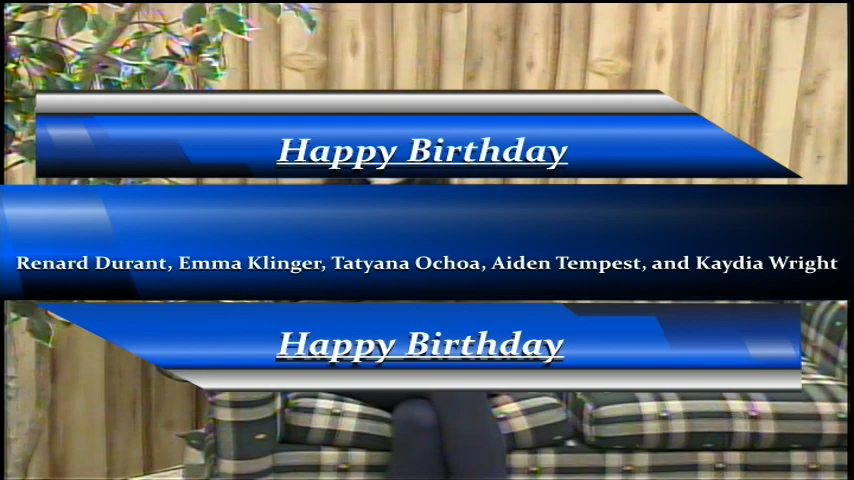 Happy Birthday
Renard Durant, Emma Klinger, Tatyana Ochoa, Aiden Tempest, and Kaydia Wright
Happy Birthday